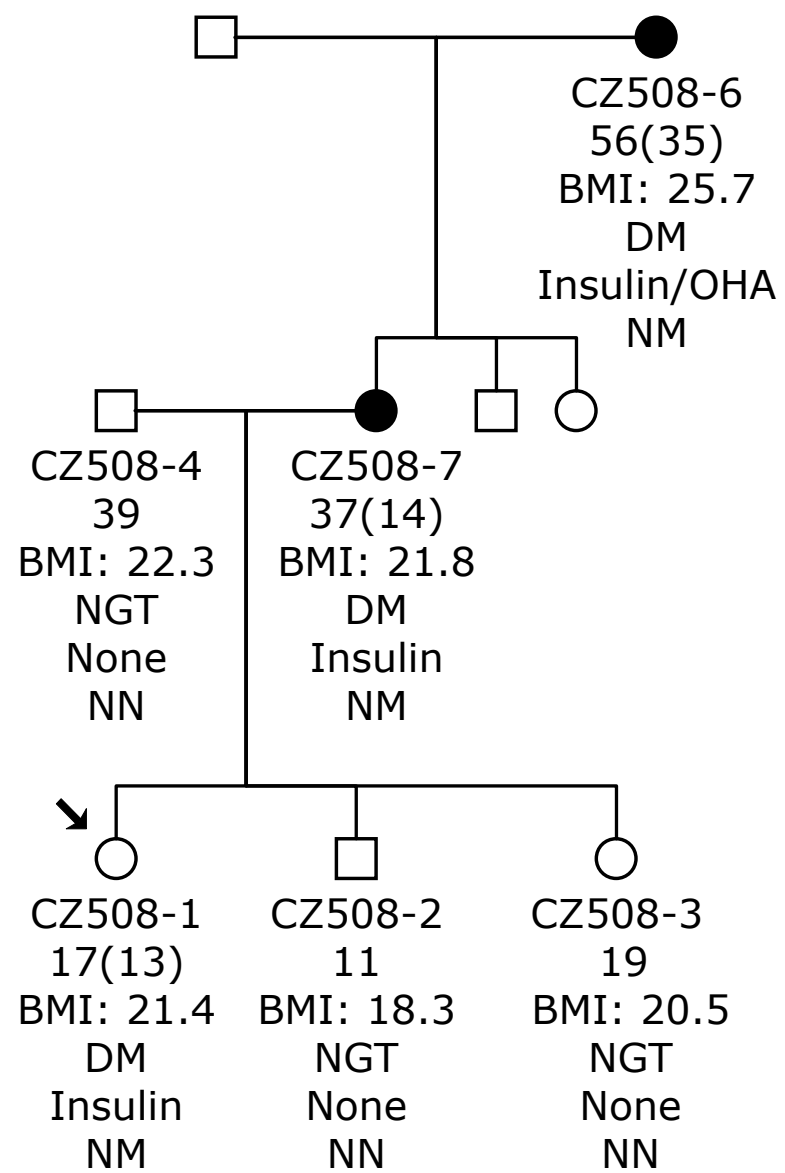 CZ508-6
56(35)
BMI: 25.7
DM
Insulin/OHA
NM
CZ508-4
39
BMI: 22.3
NGT
None
NN
CZ508-7
37(14)
BMI: 21.8
DM
Insulin
NM
CZ508-1
17(13)
BMI: 21.4
DM
Insulin
NM
CZ508-2
11
BMI: 18.3
NGT
None
NN
CZ508-3
19
BMI: 20.5
NGT
None
NN